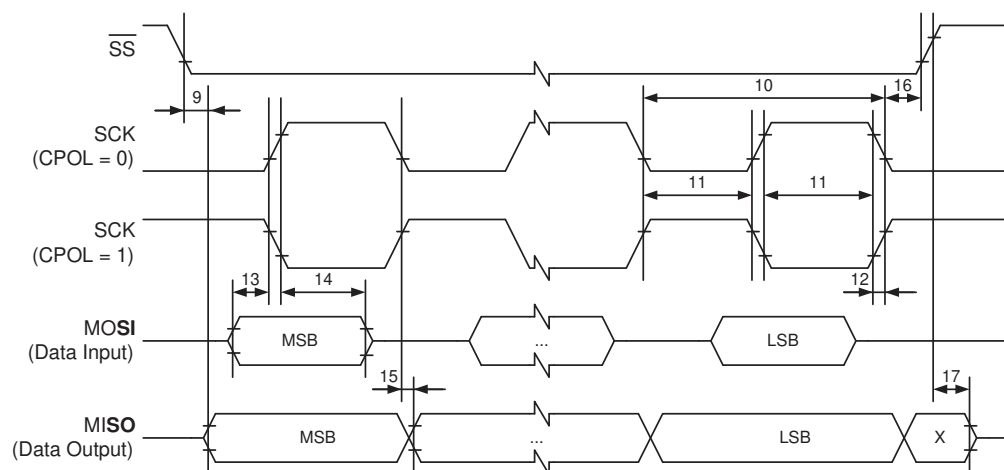 SS
9
10
16
SCK
(CPOL = 0)
11
11
SCK
(CPOL = 1)
13
14
12
MOSI
(Data Input)
MSB
...
LSB
15
17
MISO
(Data Output)
MSB
...
LSB
X